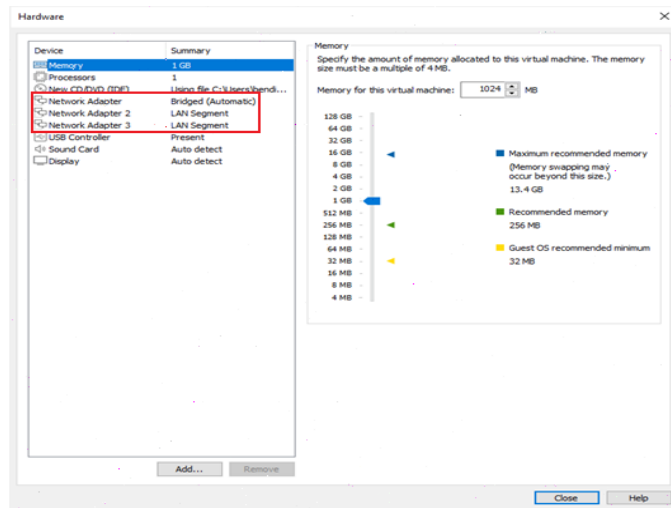 Hardware
Device Summary
Memory 1 GB
Processors 1
New CD/DVD (IDE) Using file C:\Users\bendi...
Network Adapter Bridged (Automatic)
Network Adapter 2 LAN Segment
Network Adapter 3 LAN Segment
USB Controller Present
Sound Card Auto detect
Display Auto detect
Add... Remove
Memory
Specify the amount of memory allocated to this virtual machine. The memory
size must be a multiple of 4 MB.
Memory for this virtual machine: 1024 MB
128 GB
64 GB
32 GB
16 GB
8 GB
4 GB
2 GB
1 GB
512 MB
256 MB
128 MB
64 MB
32 MB
16 MB
8 MB
4 MB
Maximum recommended memory
(Memory swapping may
occur beyond this size.)
13.4 GB
Recommended memory
256 MB
Guest OS recommended minimum
32 MB
Close Help